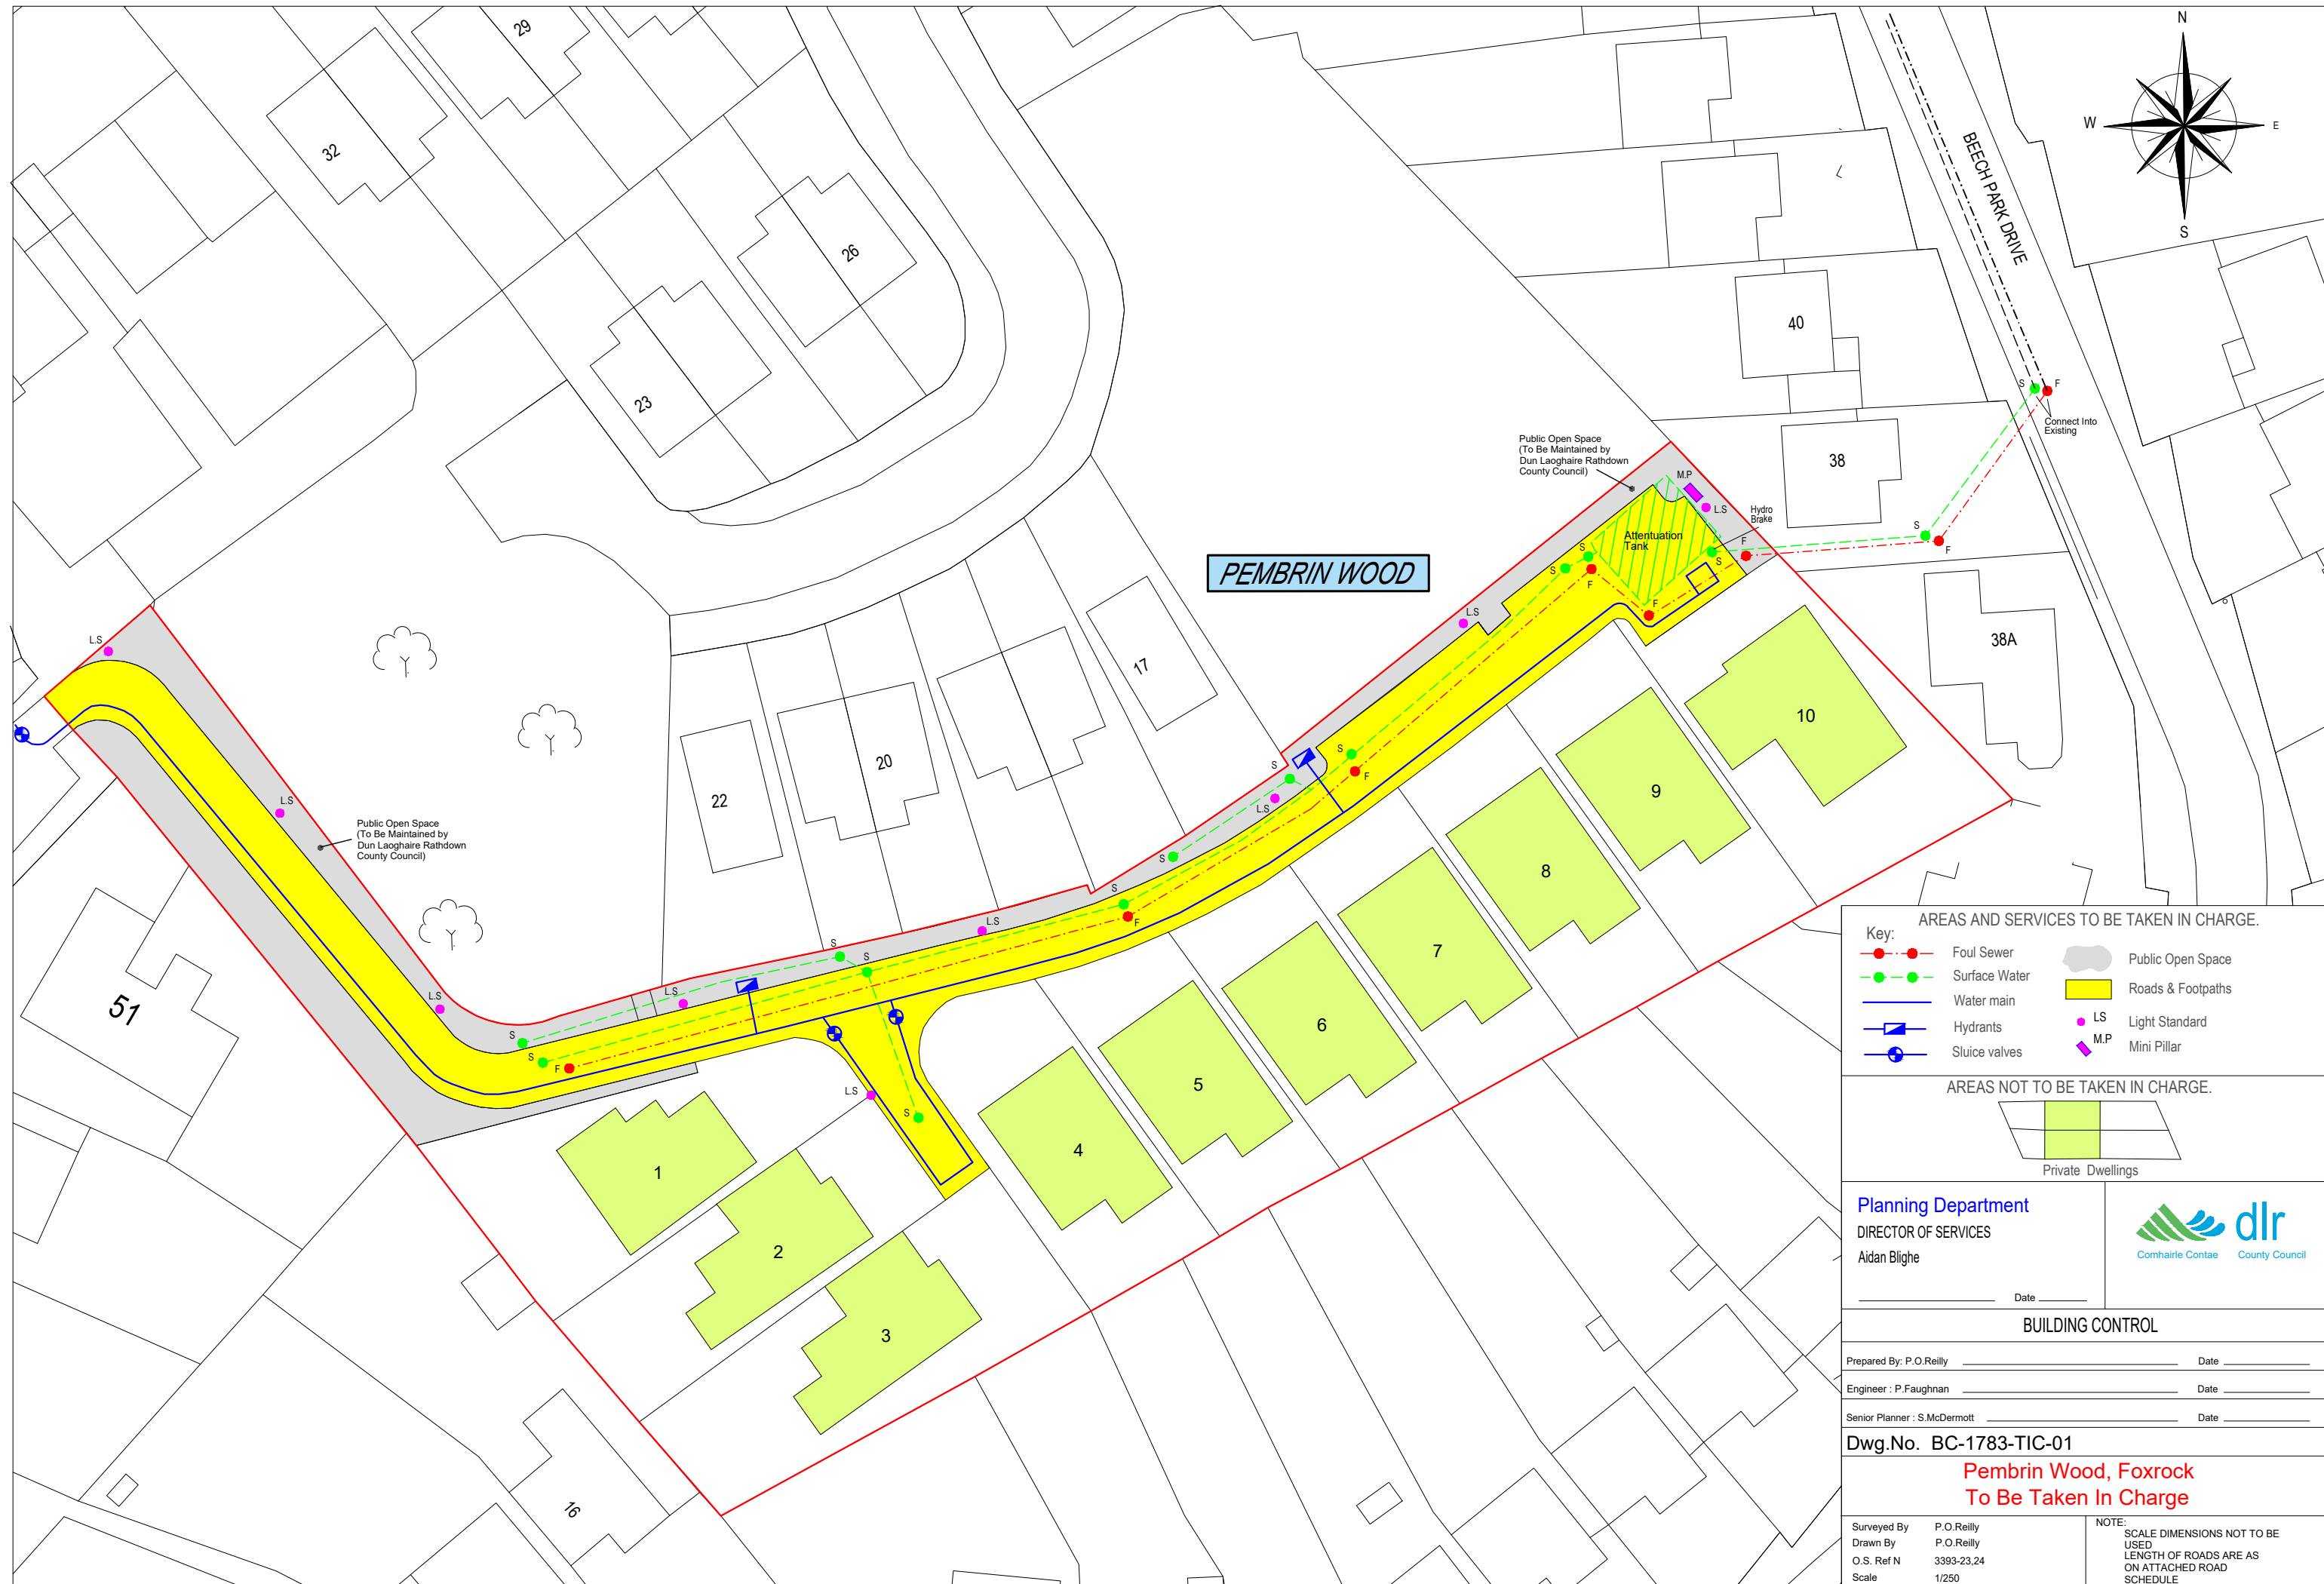 29
32
26
23
N
W
E
S
BEECH PARK DRIVE
40
38
38A
S
F
Connect Into
Existing
S
F
Public Open Space
(To Be Maintained by
Dun Laoghaire Rathdown
County Council)
M.P
L.S
Hydro
Brake
Attentuation
Tank
S
S
F
F
S
F
PEMBRIN WOOD
L.S
17
20
22
L.S
L.S
Public Open Space
(To Be Maintained by
Dun Laoghaire Rathdown
County Council)
S
L.S
S
F
S
S
F
L.S
S
S
L.S
L.S
S
S
F
L.S
S
51
16
1
2
3
4
5
6
7
8
9
10
AREAS AND SERVICES TO BE TAKEN IN CHARGE.
Key:
Foul Sewer
Surface Water
Water main
Hydrants
Sluice valves
Public Open Space
Roads & Footpaths
LS
Light Standard
M.P
Mini Pillar
AREAS NOT TO BE TAKEN IN CHARGE.
Private Dwellings
Planning Department
DIRECTOR OF SERVICES
Aidan Blighe
Date
dlr
Comhairle Contae County Council
BUILDING CONTROL
Prepared By: P.O.Reilly Date
Engineer : P.Faughnan Date
Senior Planner : S.McDermott Date
Dwg.No. BC-1783-TIC-01
Pembrin Wood, Foxrock
To Be Taken In Charge
Surveyed By P.O.Reilly
Drawn By P.O.Reilly
O.S. Ref N 3393-23,24
Scale 1/250
NOTE:
SCALE DIMENSIONS NOT TO BE
USED
LENGTH OF ROADS ARE AS
ON ATTACHED ROAD
SCHEDULE